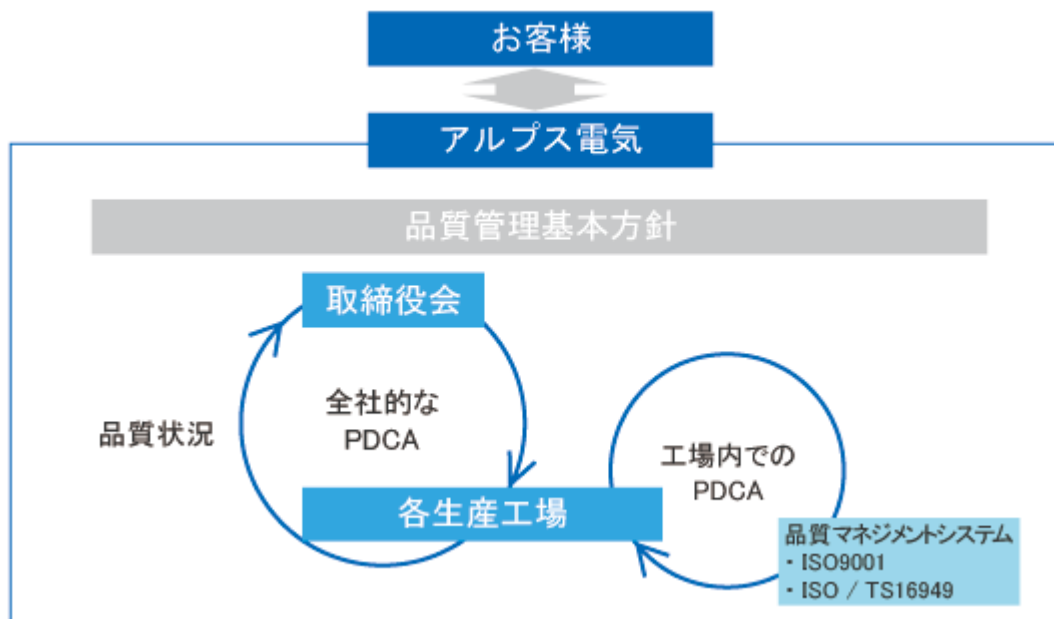 お客様
アルプス電気
品質管理基本方針
取締役会
全社的な
PDCA
品質状況
工場内での
PDCA
各生産工場
品質マネジメントシステム
・ISO9001
・ISO / TS16949